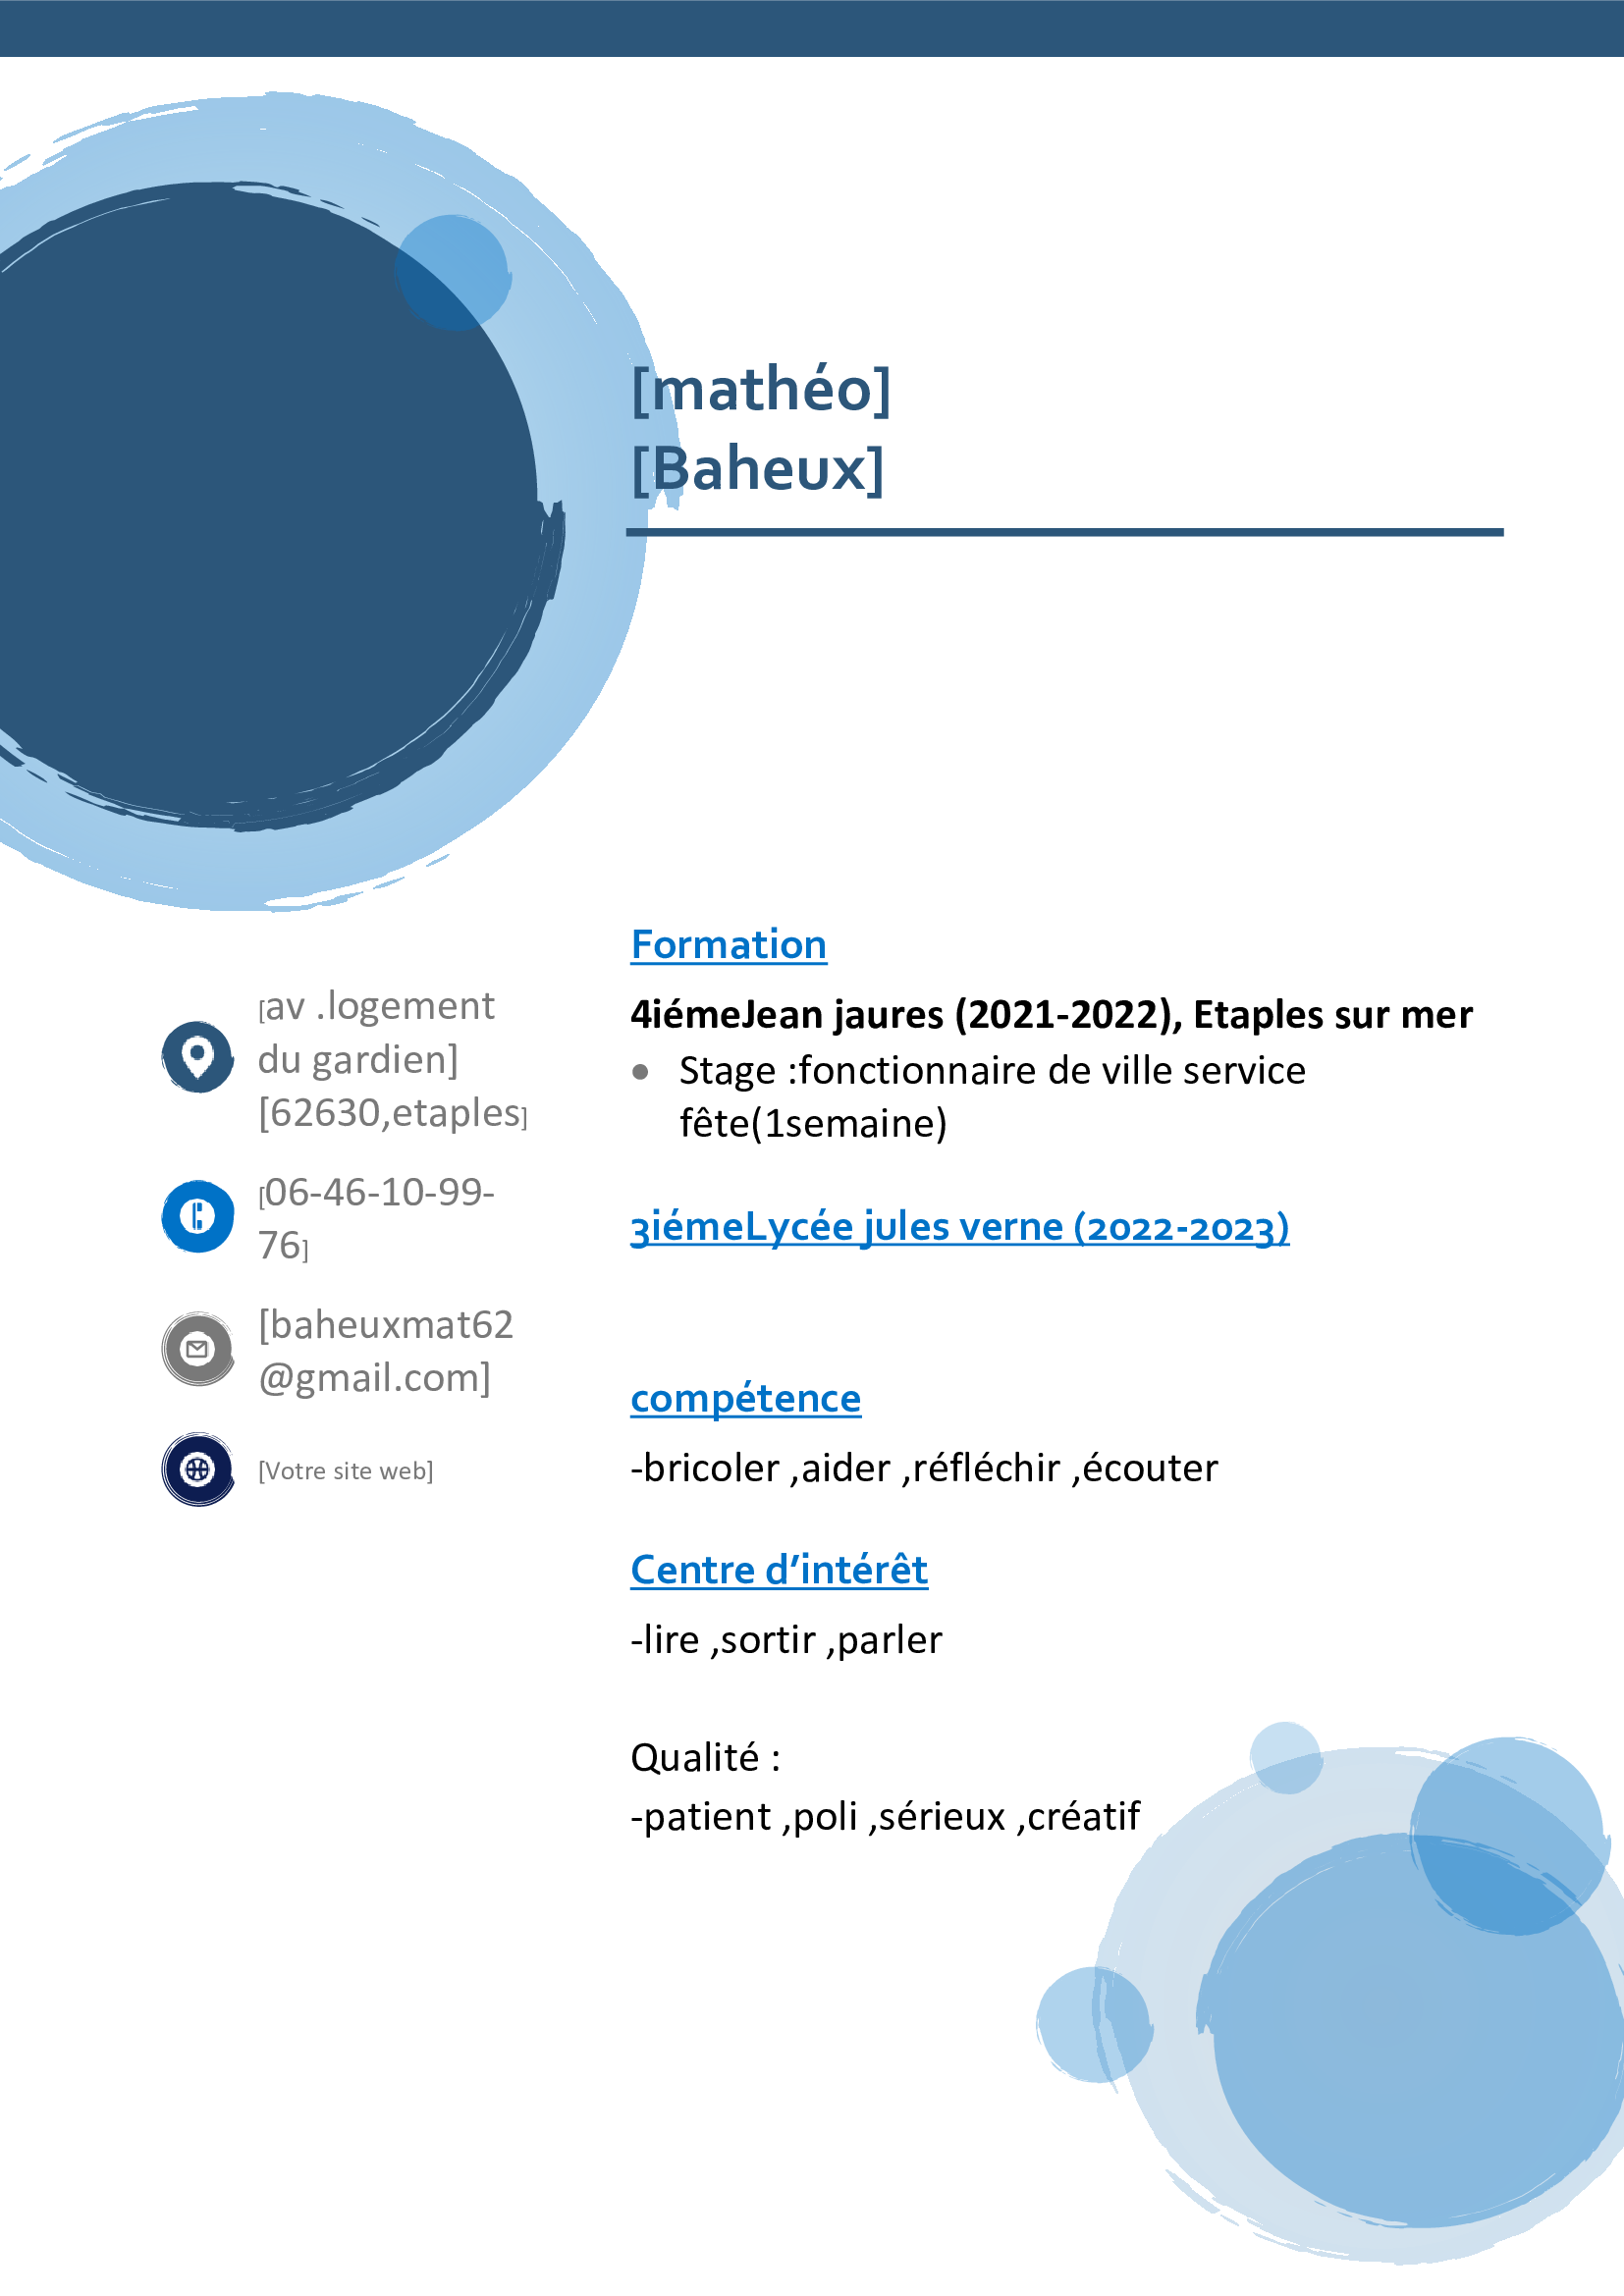 [mathéo]
[Baheux]
[av .logement
du gardien]
[62630,etaples]
[06-46-10-99-
76]
[baheuxmat62
@gmail.com]
[Votre site web]
Formation
4iémeJean jaures (2021-2022), Etaples sur mer
● Stage :fonctionnaire de ville service
fête(1semaine)
3iémeLycée jules verne (2022-2023)
compétence
-bricoler ,aider ,réfléchir ,écouter
Centre d’intérêt
-lire ,sortir ,parler
Qualité :
-patient ,poli ,sérieux ,créatif